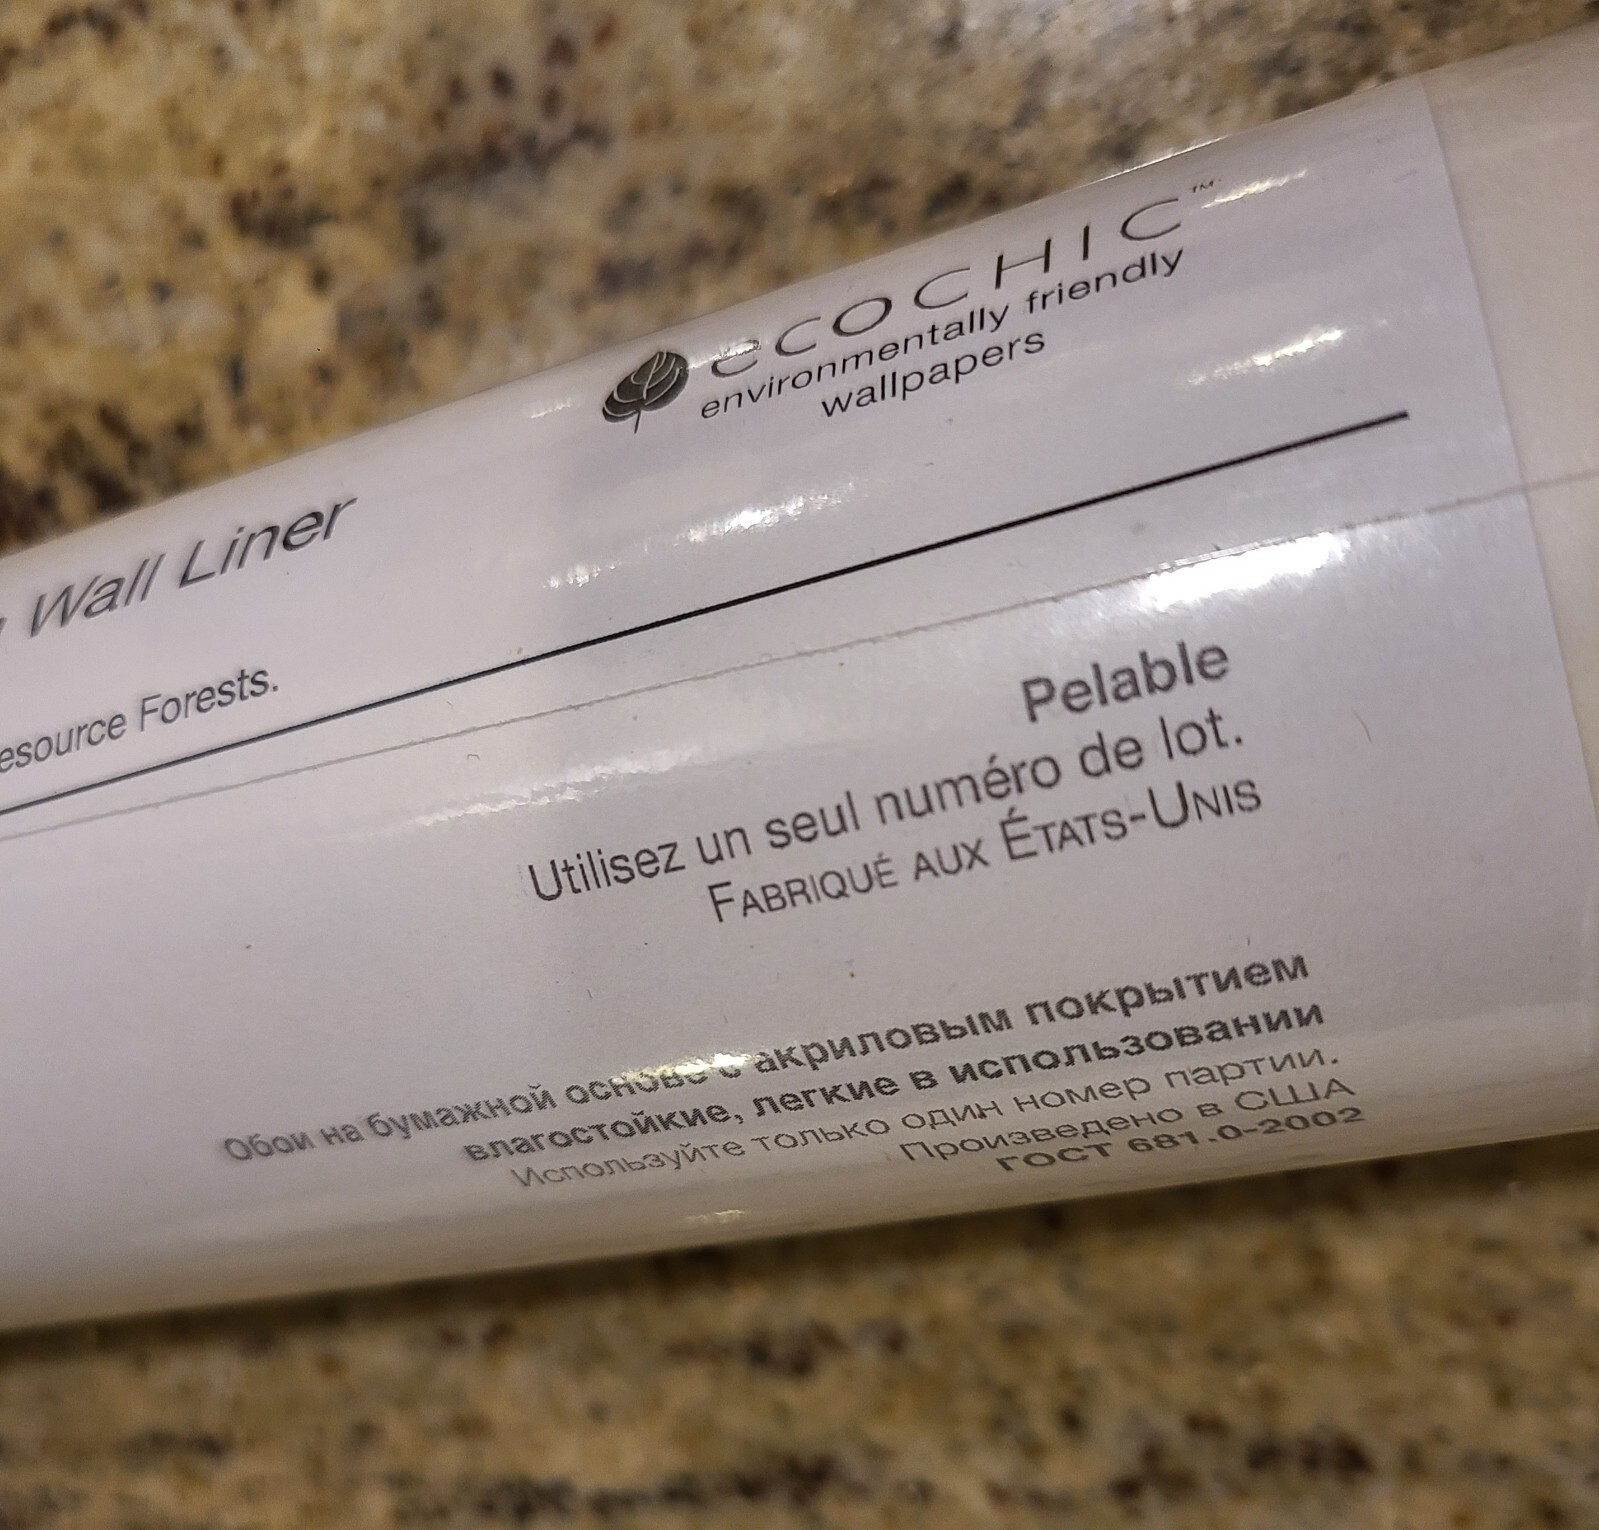 ecoCHIC™
environmentally friendly
wallpapers
Wall Liner
Forests.
Pelable
Utilisez un seul numéro de lot.
Fabriqué aux États-Unis
Обои на бумажной основе с акриловым покрытием
влагостойкие, легкие в использовании
Используйте только один номер партии.
Произведено в США
ГОСТ 681.0-2002